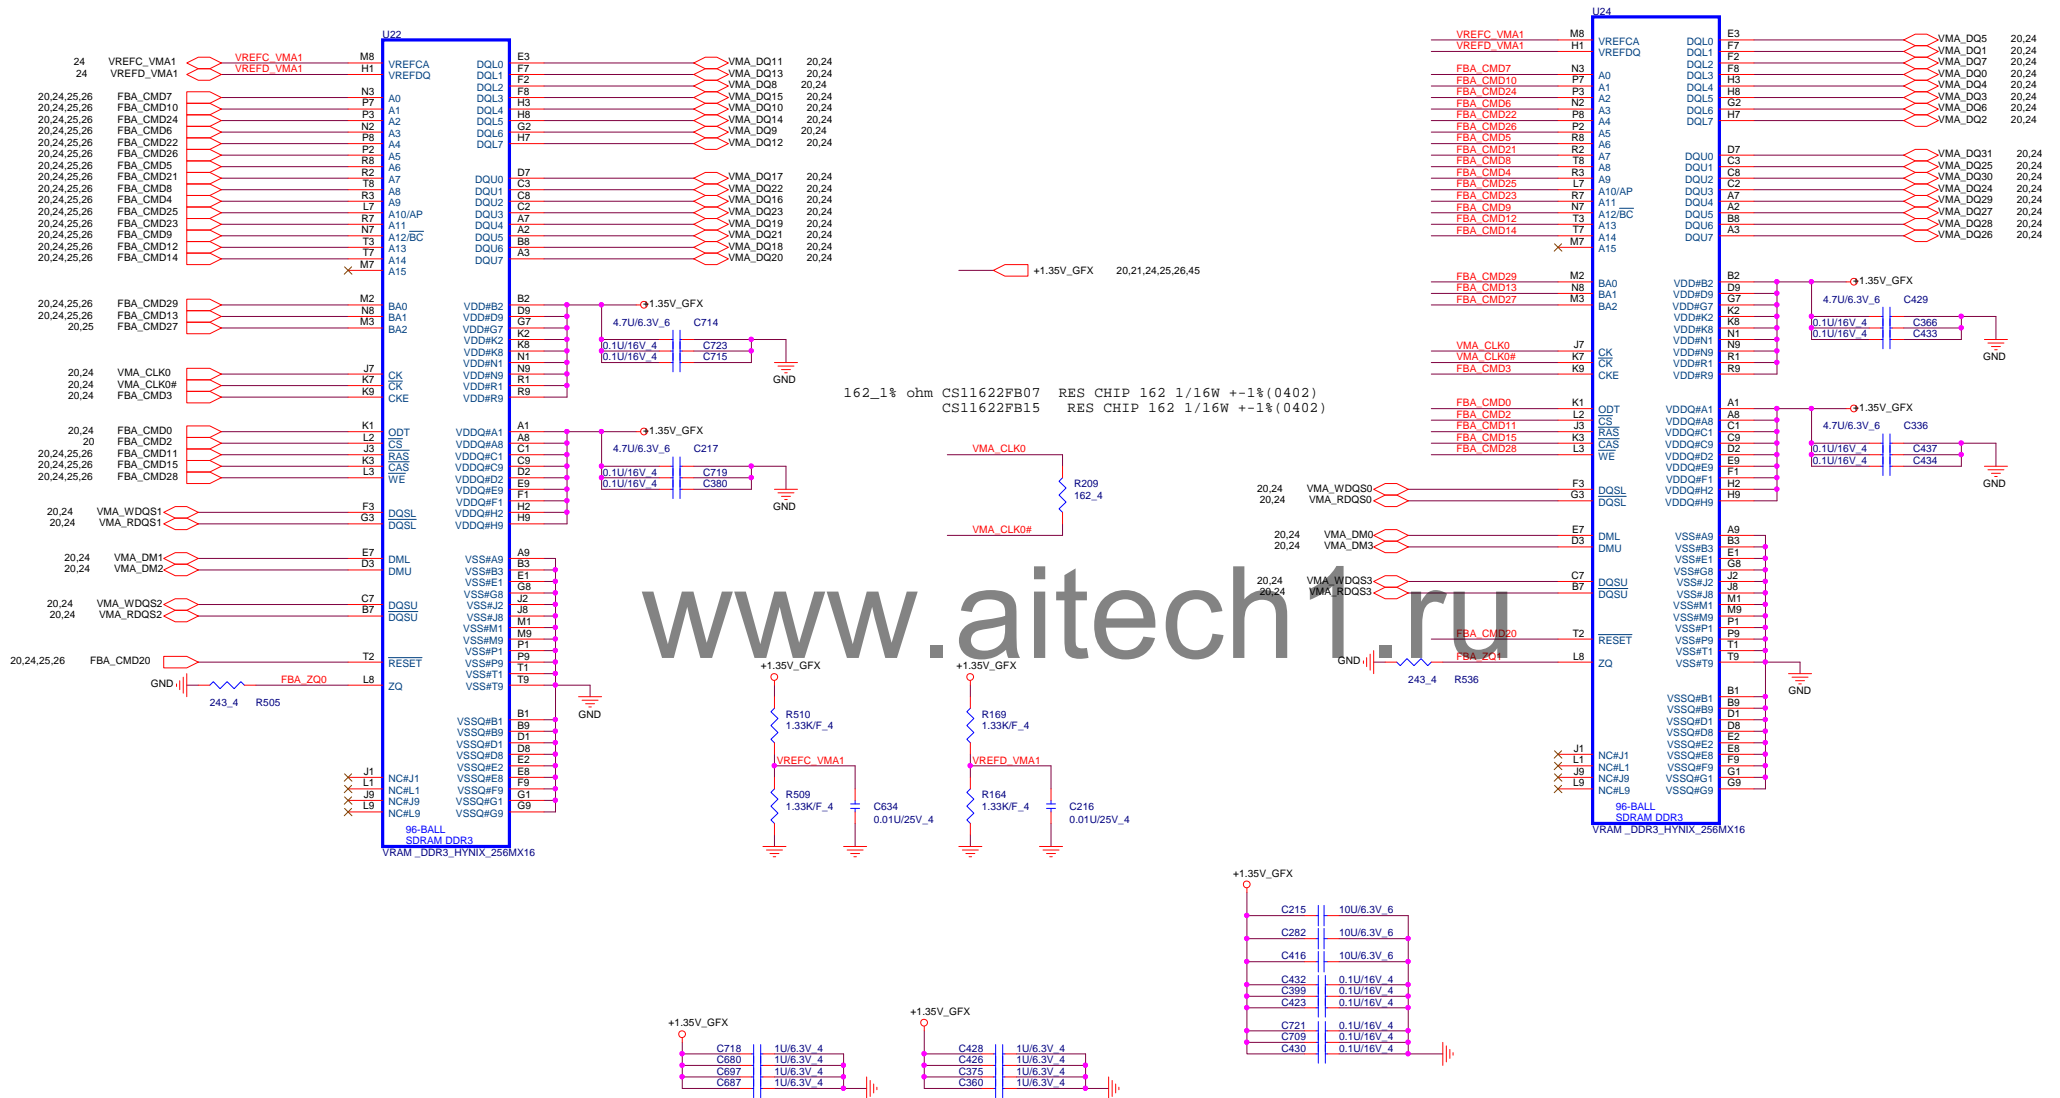 U22
24 VREFC_VMA1 VREFC_VMA1 M8 VREFCA
24 VREFD_VMA1 VREFD_VMA1 H1 VREFDQ
20,24,25,26 FBA_CMD7 N3 A0
20,24,25,26 FBA_CMD10 P7 A1
20,24,25,26 FBA_CMD24 P3 A2
20,24,25,26 FBA_CMD6 N2 A3
20,24,25,26 FBA_CMD22 P8 A4
20,24,25,26 FBA_CMD26 P2 A5
20,24,25,26 FBA_CMD5 R8 A6
20,24,25,26 FBA_CMD21 R2 A7
20,24,25,26 FBA_CMD8 T8 A8
20,24,25,26 FBA_CMD4 R3 A9
20,24,25,26 FBA_CMD25 L7 A10/AP
20,24,25,26 FBA_CMD23 R7 A11
20,24,25,26 FBA_CMD9 N7 A12/BC
20,24,25,26 FBA_CMD12 T3 A13
20,24,25,26 FBA_CMD14 T7 A14
M7 A15
20,24,25,26 FBA_CMD29 M2 BA0
20,24,25,26 FBA_CMD13 N8 BA1
20,25 FBA_CMD27 M3 BA2
20,24 VMA_CLK0 J7 CK
20,24 VMA_CLK0# K7 CK
20,24 FBA_CMD3 K9 CKE
20,24 FBA_CMD0 K1 ODT
20 FBA_CMD2 L2 CS
20,24,25,26 FBA_CMD11 J3 RAS
20,24,25,26 FBA_CMD15 K3 CAS
20,24,25,26 FBA_CMD28 L3 WE
20,24 VMA_WDQS1 F3 DQSL
20,24 VMA_RDQS1 G3 DQSL
20,24 VMA_DM1 E7 DML
20,24 VMA_DM2 D3 DMU
20,24 VMA_WDQS2 C7 DQSU
20,24 VMA_RDQS2 B7 DQSU
20,24,25,26 FBA_CMD20 T2 RESET
GND 243_4 R505 FBA_ZQ0 L8 ZQ
J1 NC#J1
L1 NC#L1
J9 NC#J9
L9 NC#L9
96-BALL
SDRAM DDR3
VRAM _DDR3_HYNIX_256MX16
DQL0 E3 VMA_DQ11 20,24
DQL1 F7 VMA_DQ13 20,24
DQL2 F2 VMA_DQ8 20,24
DQL3 F8 VMA_DQ15 20,24
DQL4 H3 VMA_DQ10 20,24
DQL5 H8 VMA_DQ14 20,24
DQL6 G2 VMA_DQ9 20,24
DQL7 H7 VMA_DQ12 20,24
DQU0 D7 VMA_DQ17 20,24
DQU1 C3 VMA_DQ22 20,24
DQU2 C8 VMA_DQ16 20,24
DQU3 C2 VMA_DQ23 20,24
DQU4 A7 VMA_DQ19 20,24
DQU5 A2 VMA_DQ21 20,24
DQU6 B8 VMA_DQ18 20,24
DQU7 A3 VMA_DQ20 20,24
VDD#B2 B2 +1.35V_GFX
VDD#D9 D9
VDD#G7 G7 4.7U/6.3V_6 C714
VDD#K2 K2
VDD#K8 K8 0.1U/16V_4 C723
VDD#N1 N1 0.1U/16V_4 C715
VDD#N9 N9
VDD#R1 R1 GND
VDD#R9 R9
VDDQ#A1 A1 +1.35V_GFX
VDDQ#A8 A8
VDDQ#C1 C1 4.7U/6.3V_6 C217
VDDQ#C9 C9
VDDQ#D2 D2 0.1U/16V_4 C719
VDDQ#E9 E9 0.1U/16V_4 C380
VDDQ#F1 F1
VDDQ#H2 H2 GND
VDDQ#H9 H9
VSS#A9 A9
VSS#B3 B3
VSS#E1 E1
VSS#G8 G8
VSS#J2 J2
VSS#J8 J8
VSS#M1 M1
VSS#M9 M9
VSS#P1 P1
VSS#P9 P9
VSS#T1 T1
VSS#T9 T9
GND
VSSQ#B1 B1
VSSQ#B9 B9
VSSQ#D1 D1
VSSQ#D8 D8
VSSQ#E2 E2
VSSQ#E8 E8
VSSQ#F9 F9
VSSQ#G1 G1
VSSQ#G9 G9
+1.35V_GFX 20,21,24,25,26,45
162_1% ohm CS11622FB07 RES CHIP 162 1/16W +-1%(0402)
CS11622FB15 RES CHIP 162 1/16W +-1%(0402)
VMA_CLK0
R209
162_4
VMA_CLK0#
www.aitech1.ru
+1.35V_GFX
R510
1.33K/F_4
VREFC_VMA1
R509
1.33K/F_4
C634
0.01U/25V_4
+1.35V_GFX
R169
1.33K/F_4
VREFD_VMA1
R164
1.33K/F_4
C216
0.01U/25V_4
U24
VREFC_VMA1 M8 VREFCA
VREFD_VMA1 H1 VREFDQ
FBA_CMD7 N3 A0
FBA_CMD10 P7 A1
FBA_CMD24 P3 A2
FBA_CMD6 N2 A3
FBA_CMD22 P8 A4
FBA_CMD26 P2 A5
FBA_CMD5 R8 A6
FBA_CMD21 R2 A7
FBA_CMD8 T8 A8
FBA_CMD4 R3 A9
FBA_CMD25 L7 A10/AP
FBA_CMD23 R7 A11
FBA_CMD9 N7 A12/BC
FBA_CMD12 T3 A13
FBA_CMD14 T7 A14
M7 A15
FBA_CMD29 M2 BA0
FBA_CMD13 N8 BA1
FBA_CMD27 M3 BA2
VMA_CLK0 J7 CK
VMA_CLK0# K7 CK
FBA_CMD3 K9 CKE
FBA_CMD0 K1 ODT
FBA_CMD2 L2 CS
FBA_CMD11 J3 RAS
FBA_CMD15 K3 CAS
FBA_CMD28 L3 WE
20,24 VMA_WDQS0 F3 DQSL
20,24 VMA_RDQS0 G3 DQSL
20,24 VMA_DM0 E7 DML
20,24 VMA_DM3 D3 DMU
20,24 VMA_WDQS3 C7 DQSU
20,24 VMA_RDQS3 B7 DQSU
FBA_CMD20 T2 RESET
GND 243_4 R536 FBA_ZQ1 L8 ZQ
J1 NC#J1
L1 NC#L1
J9 NC#J9
L9 NC#L9
96-BALL
SDRAM DDR3
VRAM _DDR3_HYNIX_256MX16
DQL0 E3 VMA_DQ5 20,24
DQL1 F7 VMA_DQ1 20,24
DQL2 F2 VMA_DQ7 20,24
DQL3 F8 VMA_DQ0 20,24
DQL4 H3 VMA_DQ4 20,24
DQL5 H8 VMA_DQ3 20,24
DQL6 G2 VMA_DQ6 20,24
DQL7 H7 VMA_DQ2 20,24
DQU0 D7 VMA_DQ31 20,24
DQU1 C3 VMA_DQ25 20,24
DQU2 C8 VMA_DQ30 20,24
DQU3 C2 VMA_DQ24 20,24
DQU4 A7 VMA_DQ29 20,24
DQU5 A2 VMA_DQ27 20,24
DQU6 B8 VMA_DQ28 20,24
DQU7 A3 VMA_DQ26 20,24
VDD#B2 B2 +1.35V_GFX
VDD#D9 D9
VDD#G7 G7 4.7U/6.3V_6 C429
VDD#K2 K2
VDD#K8 K8 0.1U/16V_4 C366
VDD#N1 N1 0.1U/16V_4 C433
VDD#N9 N9
VDD#R1 R1 GND
VDD#R9 R9
VDDQ#A1 A1 +1.35V_GFX
VDDQ#A8 A8
VDDQ#C1 C1 4.7U/6.3V_6 C336
VDDQ#C9 C9
VDDQ#D2 D2 0.1U/16V_4 C437
VDDQ#E9 E9 0.1U/16V_4 C434
VDDQ#F1 F1
VDDQ#H2 H2 GND
VDDQ#H9 H9
VSS#A9 A9
VSS#B3 B3
VSS#E1 E1
VSS#G8 G8
VSS#J2 J2
VSS#J8 J8
VSS#M1 M1
VSS#M9 M9
VSS#P1 P1
VSS#P9 P9
VSS#T1 T1
VSS#T9 T9
GND
VSSQ#B1 B1
VSSQ#B9 B9
VSSQ#D1 D1
VSSQ#D8 D8
VSSQ#E2 E2
VSSQ#E8 E8
VSSQ#F9 F9
VSSQ#G1 G1
VSSQ#G9 G9
+1.35V_GFX
C215 10U/6.3V_6
C282 10U/6.3V_6
C416 10U/6.3V_6
C432 0.1U/16V_4
C399 0.1U/16V_4
C423 0.1U/16V_4
C721 0.1U/16V_4
C709 0.1U/16V_4
C430 0.1U/16V_4
+1.35V_GFX
C718 1U/6.3V_4
C680 1U/6.3V_4
C697 1U/6.3V_4
C687 1U/6.3V_4
+1.35V_GFX
C428 1U/6.3V_4
C426 1U/6.3V_4
C375 1U/6.3V_4
C360 1U/6.3V_4